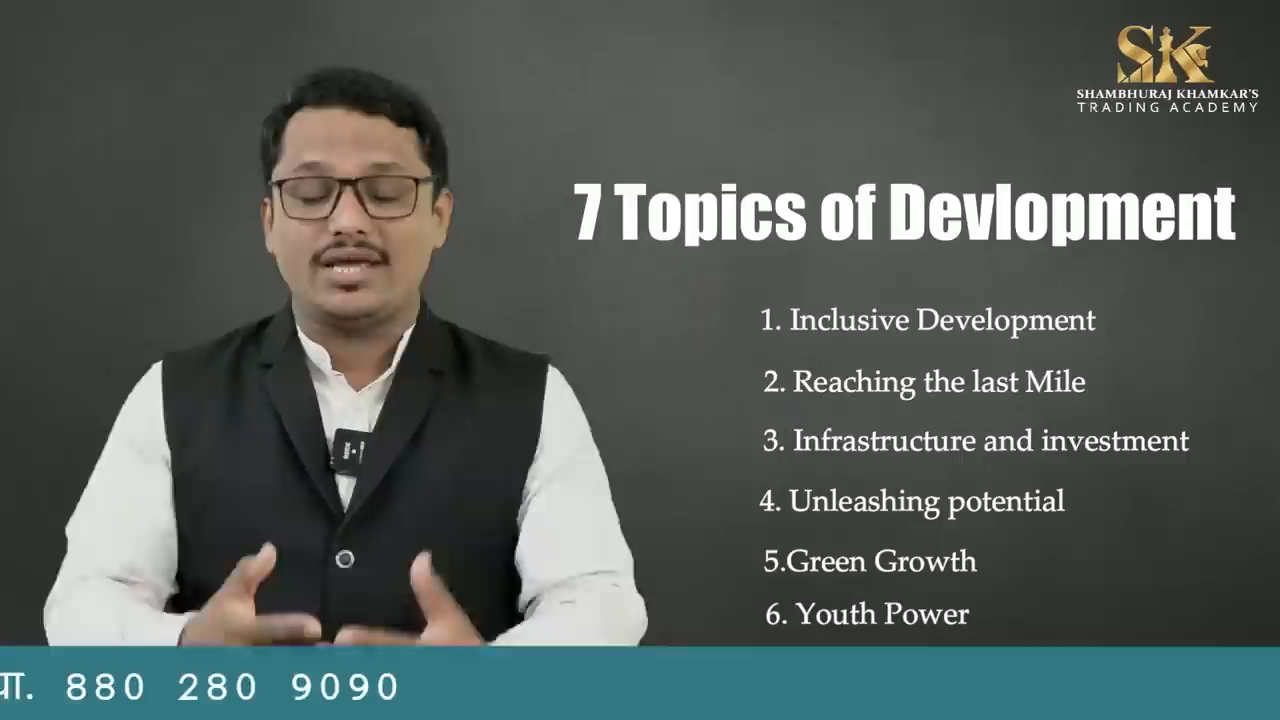 SK
SHAMBHURAJ KHAMKAR'S
TRADING ACADEMY
7 Topics of Devlopment
1. Inclusive Development
2. Reaching the last Mile
3. Infrastructure and investment
4. Unleashing potential
5.Green Growth
6. Youth Power
880 280 9090